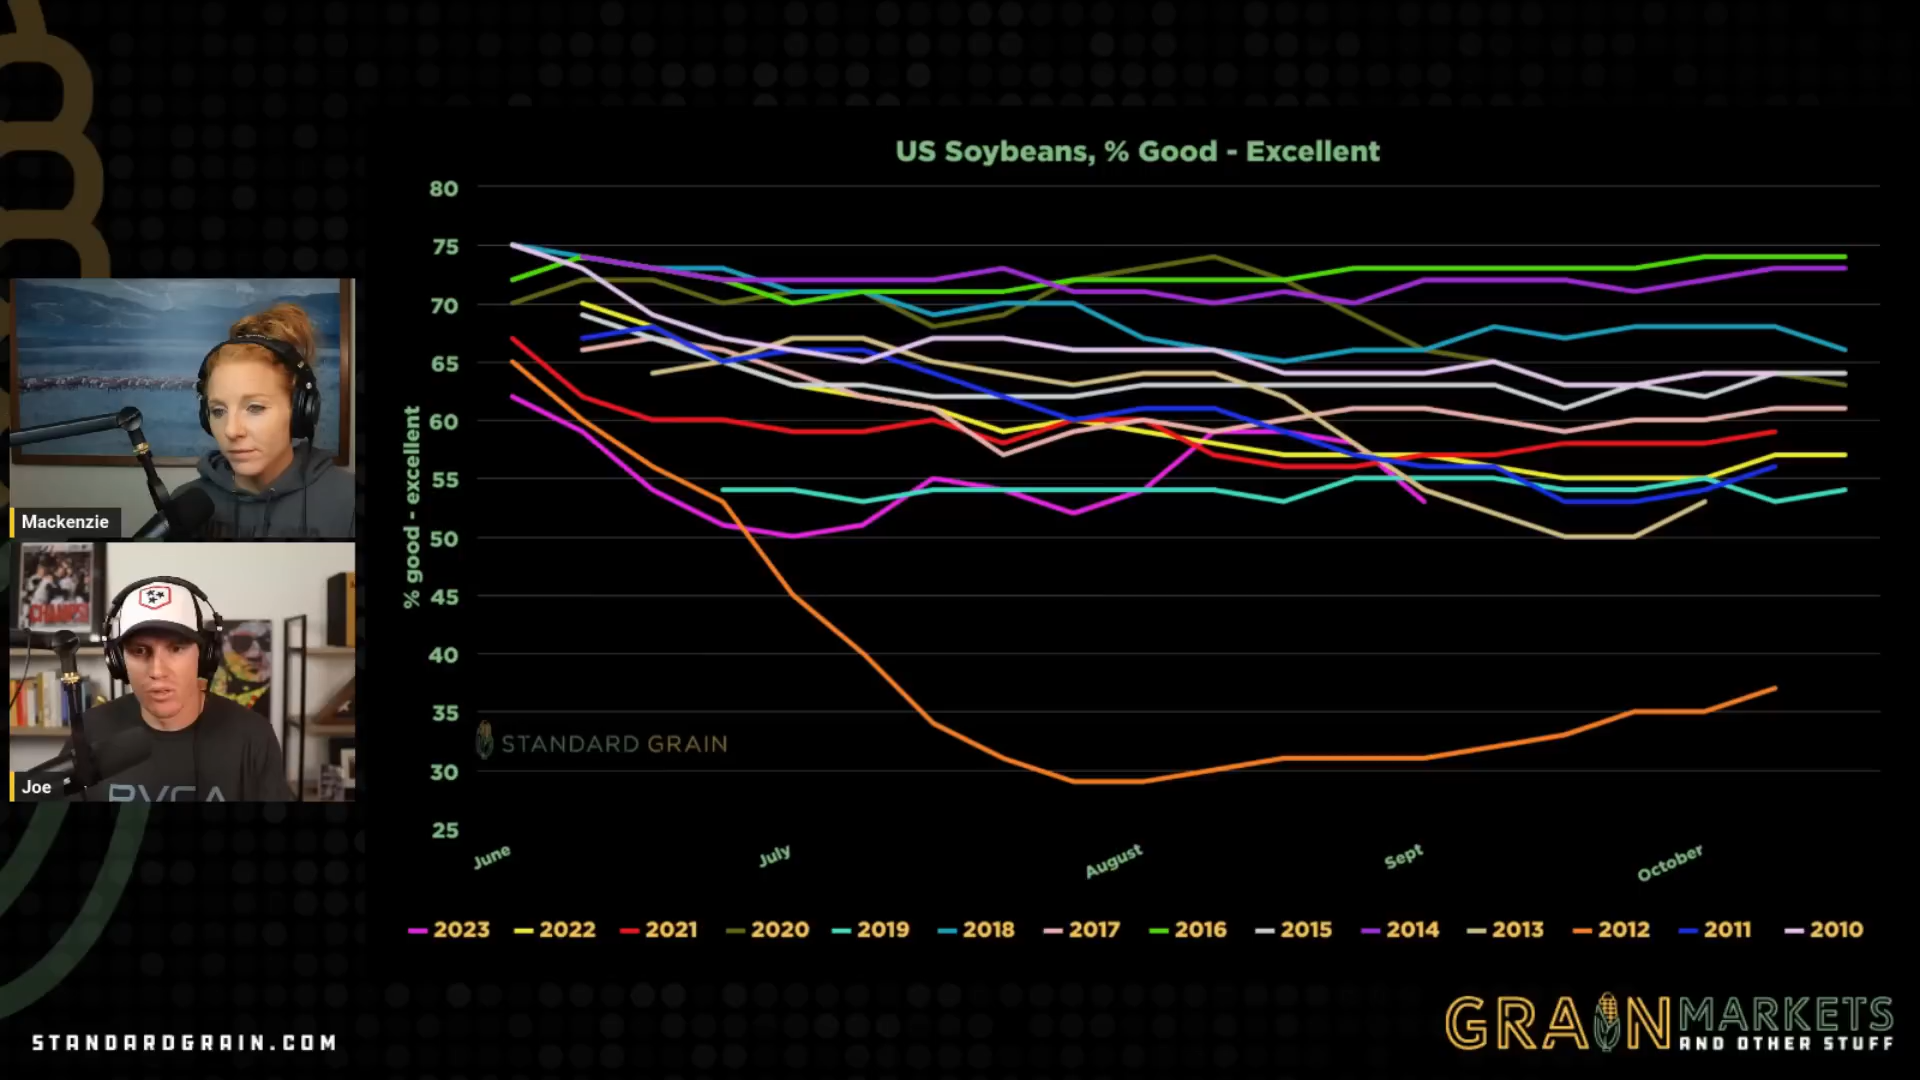 US Soybeans, % Good - Excellent
80
75
70
65
60
55
50
45
40
35
30
25
% good - excellent
STANDARD GRAIN
June
July
August
Sept
October
2023 2022 2021 2020 2019 2018 2017 2016 2015 2014 2013 2012 2011 2010
Mackenzie
CHAMPS!
Joe
RVCA
STANDARDGRAIN.COM
GRAIN MARKETS
AND OTHER STUFF